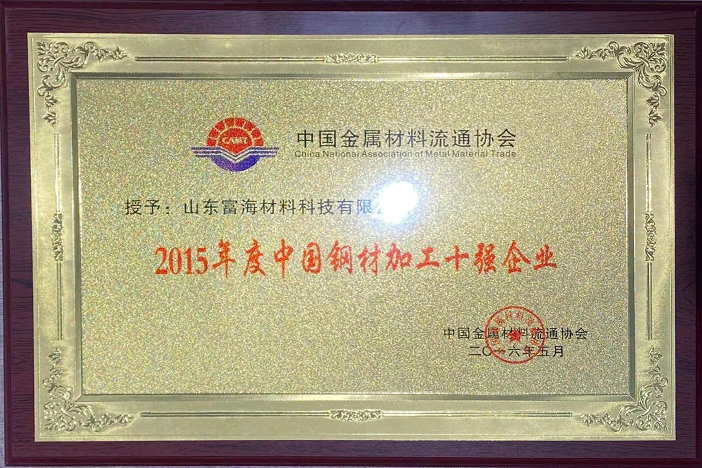 CAMT
中国金属材料流通协会
China National Association of Metal Material Trade
授予：山东富海材料科技有限
2015年度中国钢材加工十强企业
中国金属材料流通协会
二〇一六年五月